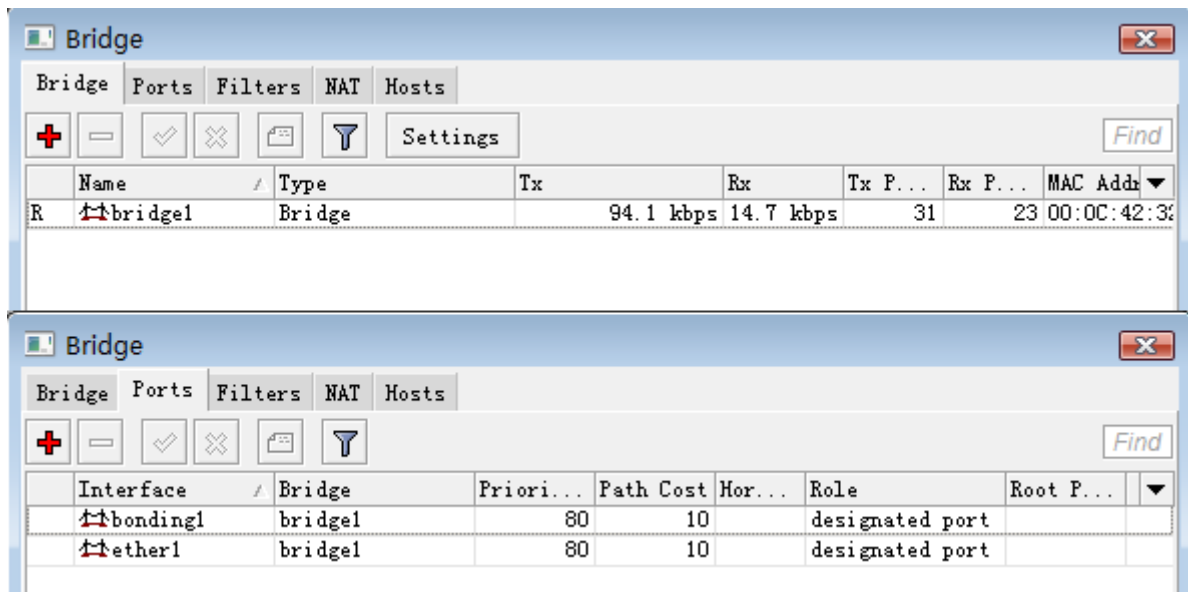 Bridge
Bridge Ports Filters NAT Hosts
Settings Find
Name Type Tx Rx Tx P... Rx P... MAC Addr
R bridge1 Bridge 94.1 kbps 14.7 kbps 31 23 00:0C:42:32
Bridge
Bridge Ports Filters NAT Hosts
Find
Interface Bridge Priori... Path Cost Hor... Role Root P...
bonding1 bridge1 80 10 designated port
ether1 bridge1 80 10 designated port